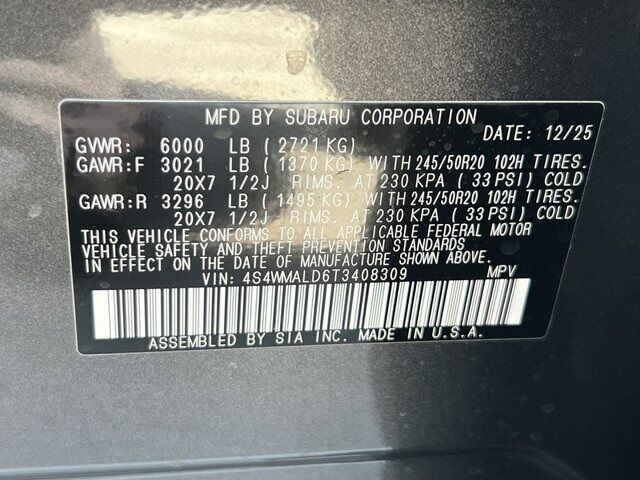 MFD BY SUBARU CORPORATION
DATE: 12/25
GVWR: 6000 LB (2721 KG)
GAWR:F 3021 LB (1370 KG) WITH 245/50R20 102H TIRES.
20X7 1/2J RIMS. AT 230 KPA (33 PSI) COLD
GAWR:R 3296 LB (1495 KG) WITH 245/50R20 102H TIRES.
20X7 1/2J RIMS. AT 230 KPA (33 PSI) COLD
THIS VEHICLE CONFORMS TO ALL APPLICABLE FEDERAL MOTOR
VEHICLE SAFETY AND THEFT PREVENTION STANDARDS
IN EFFECT ON THE DATE OF MANUFACTURE SHOWN ABOVE.
VIN: 4S4WMALD6T3408309 MPV
ASSEMBLED BY SIA INC. MADE IN U.S.A.